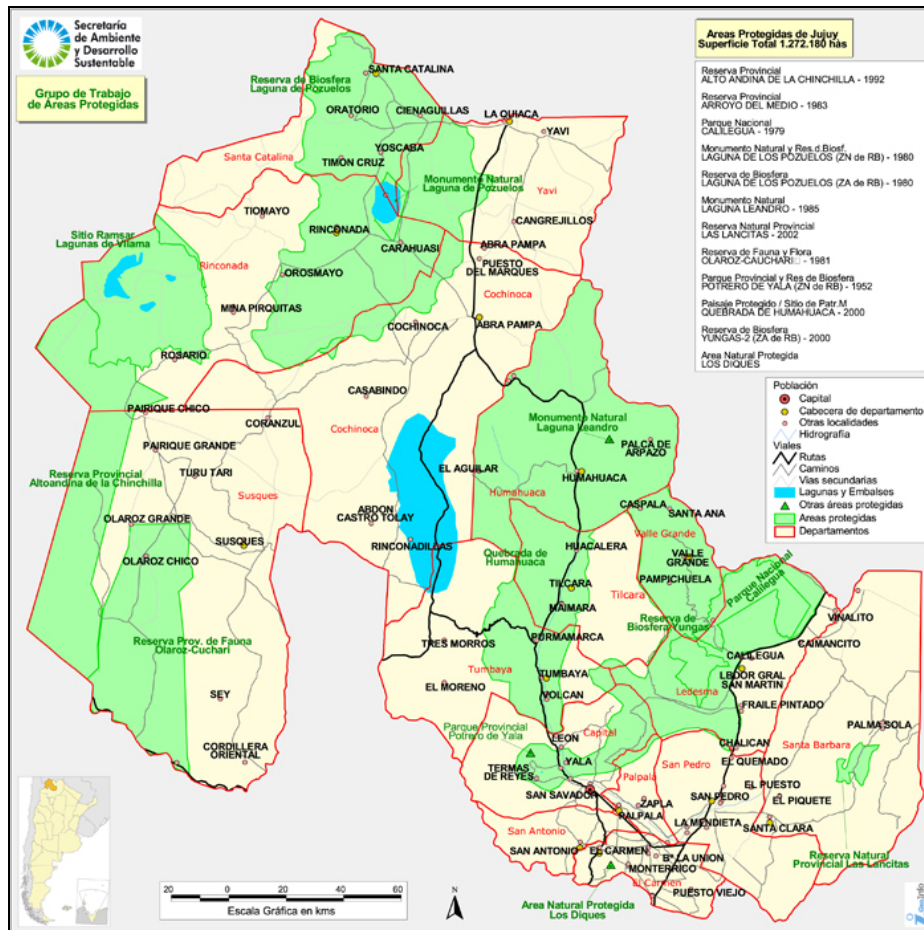 Secretaría
de Ambiente
y Desarrollo
Sustentable
Grupo de Trabajo
de Areas Protegidas
Areas Protegidas de Jujuy
Superficie Total 1.272.180 hàs
Reserva Provincial
ALTO ANDINA DE LA CHINCHILLA - 1992
Reserva Provincial
ARROYO DEL MEDIO - 1983
Parque Nacional
CALILEGUA - 1979
Monumento Natural y Res.d.Biosf.
LAGUNA DE LOS POZUELOS (ZN de RB) - 1980
Reserva de Biosfera
LAGUNA DE LOS POZUELOS (ZA de RB) - 1980
Monumento Natural
LAGUNA LEANDRO - 1985
Reserva Natural Provincial
LAS LANCITAS - 2002
Reserva de Fauna y Flora
OLAROZ-CAUCHARI□ - 1981
Parque Provincial y Res de Biosfera
POTRERO DE YALA (ZN de RB) - 1952
Paisaje Protegido / Sitio de Patr.M
QUEBRADA DE HUMAHUACA - 2000
Reserva de Biosfera
YUNGAS-2 (ZA de RB) - 2000
Area Natural Protegida
LOS DIQUES
Población
Capital
Cabecera de departamento
Otras localidades
Hidrografía
Viales
Rutas
Caminos
Vías secundarias
Lagunas y Embalses
Otras áreas protegidas
Areas protegidas
Departamentos
SANTA CATALINA
Reserva de Biosfera
Laguna de Pozuelos
ORATORIO
CIENAGUILLAS
LA QUIACA
YAVI
YOSCABA
TIMON CRUZ
Santa Catalina
Monumento Natural
Laguna de Pozuelos
Yavi
TIOMAYO
CANGREJILLOS
RINCONADA
Sitio Ramsar
Lagunas de Vilama
CARAHUASI
ABRA PAMPA
PUESTO
DEL MARQUES
Rinconada
OROSMAYO
Cochinoca
MINA PIRQUITAS
COCHINOCA
ABRA PAMPA
ROSARIO
CASABINDO
PAIRIQUE CHICO
CORANZUL
Cochinoca
Monumento Natural
Laguna Leandro
PALCA DE
ARPAZO
PAIRIQUE GRANDE
Reserva Provincial
Altoandina de la Chinchilla
TURU TARI
EL AGUILAR
HUMAHUACA
Susques
Humahuaca
CASPALA
SANTA ANA
ABDON
CASTRO TOLAY
OLAROZ GRANDE
SUSQUES
RINCONADILLAS
Valle Grande
HUACALERA
Quebrada de
Humahuaca
VALLE
GRANDE
OLAROZ CHICO
Parque Nacional
Calilegua
TILCARA
PAMPICHUELA
Tilcara
MAIMARA
Reserva de
Biosfera Yungas
VINALITO
Reserva Prov. de Fauna
Olaroz-Cuchari
TRES MORROS
PURMAMARCA
CAIMANCITO
CALILEGUA
Tumbaya
TUMBAYA
LBDOR GRAL
SAN MARTIN
EL MORENO
SEY
VOLCAN
Ledesma
FRAILE PINTADO
PALMA SOLA
Parque Provincial
Potrero de Yala
LEON
Capital
CHALICAN
Santa Barbara
CORDILLERA
ORIENTAL
YALA
TERMAS
DE REYES
San Pedro
EL QUEMADO
Palpala
SAN SAVADOR
EL PUESTO
EL PIQUETE
ZAPLA
SAN PEDRO
PALPALA
LA MENDIETA
SANTA CLARA
San Antonio
SAN ANTONIO
EL CARMEN
Bª LA UNION
MONTERRICO
Reserva Natural
Provincial Las Lancitas
El Carmen
PUESTO VIEJO
Area Natural Protegida
Los Diques
20 0 20 40 60
Escala Gráfica en kms
N